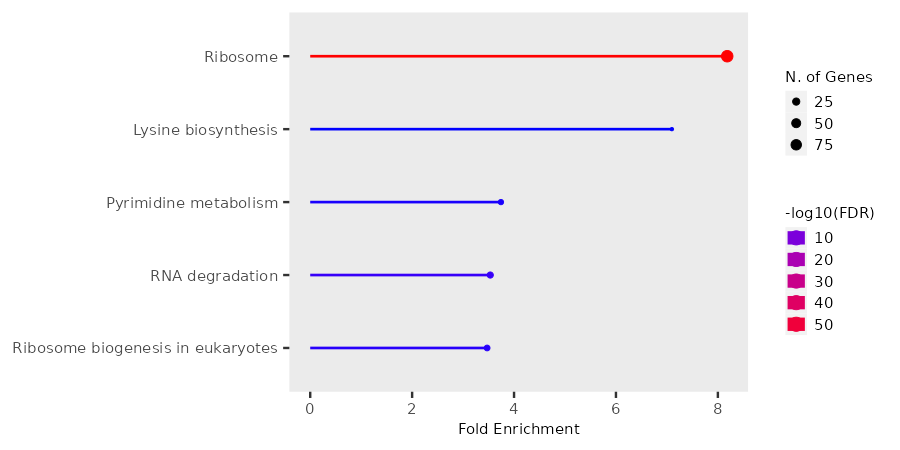 Ribosome
Lysine biosynthesis
Pyrimidine metabolism
RNA degradation
Ribosome biogenesis in eukaryotes
0 2 4 6 8
Fold Enrichment
N. of Genes
25
50
75
-log10(FDR)
10
20
30
40
50